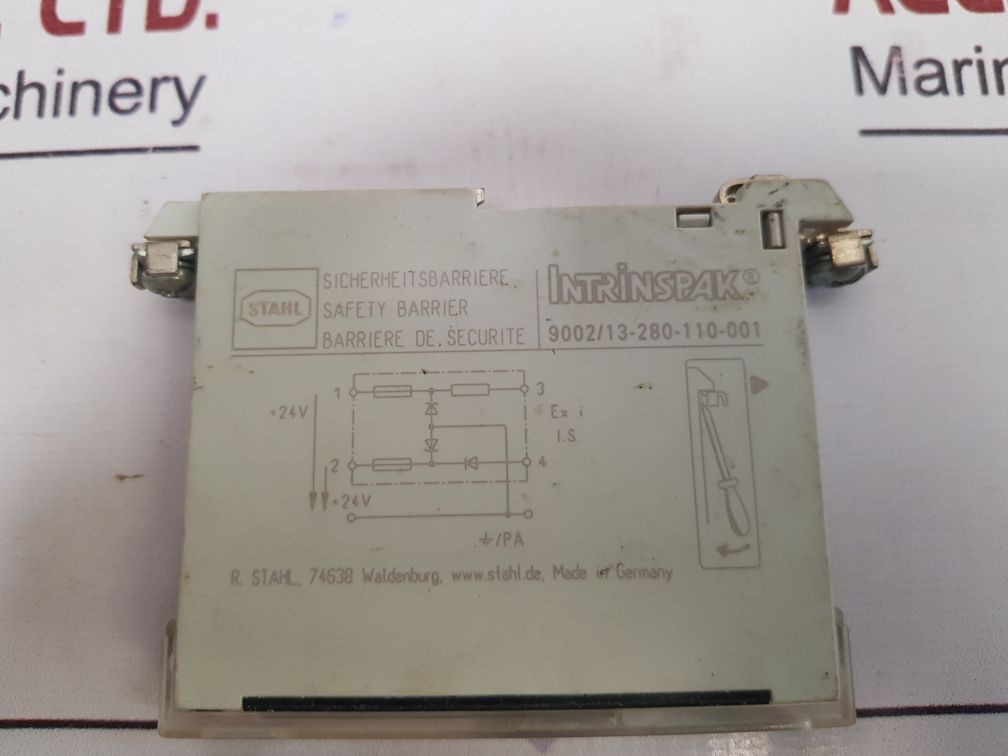 LTD.
chinery
Marin
STAHL
SICHERHEITSBARRIERE
SAFETY BARRIER
BARRIERE DE SECURITE
INTRINSPAK®
9002/13-280-110-001
1
3
+24V
Ex i
I.S.
2
4
+24V
/PA
R. STAHL, 74638 Waldenburg, www.stahl.de, Made in Germany